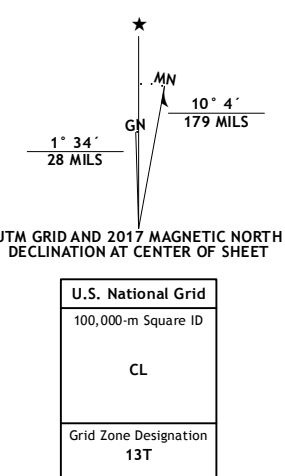 ★
MN
10° 4´
179 MILS
GN
1° 34´
28 MILS
UTM GRID AND 2017 MAGNETIC NORTH
DECLINATION AT CENTER OF SHEET
U.S. National Grid
100,000-m Square ID
CL
Grid Zone Designation
13T